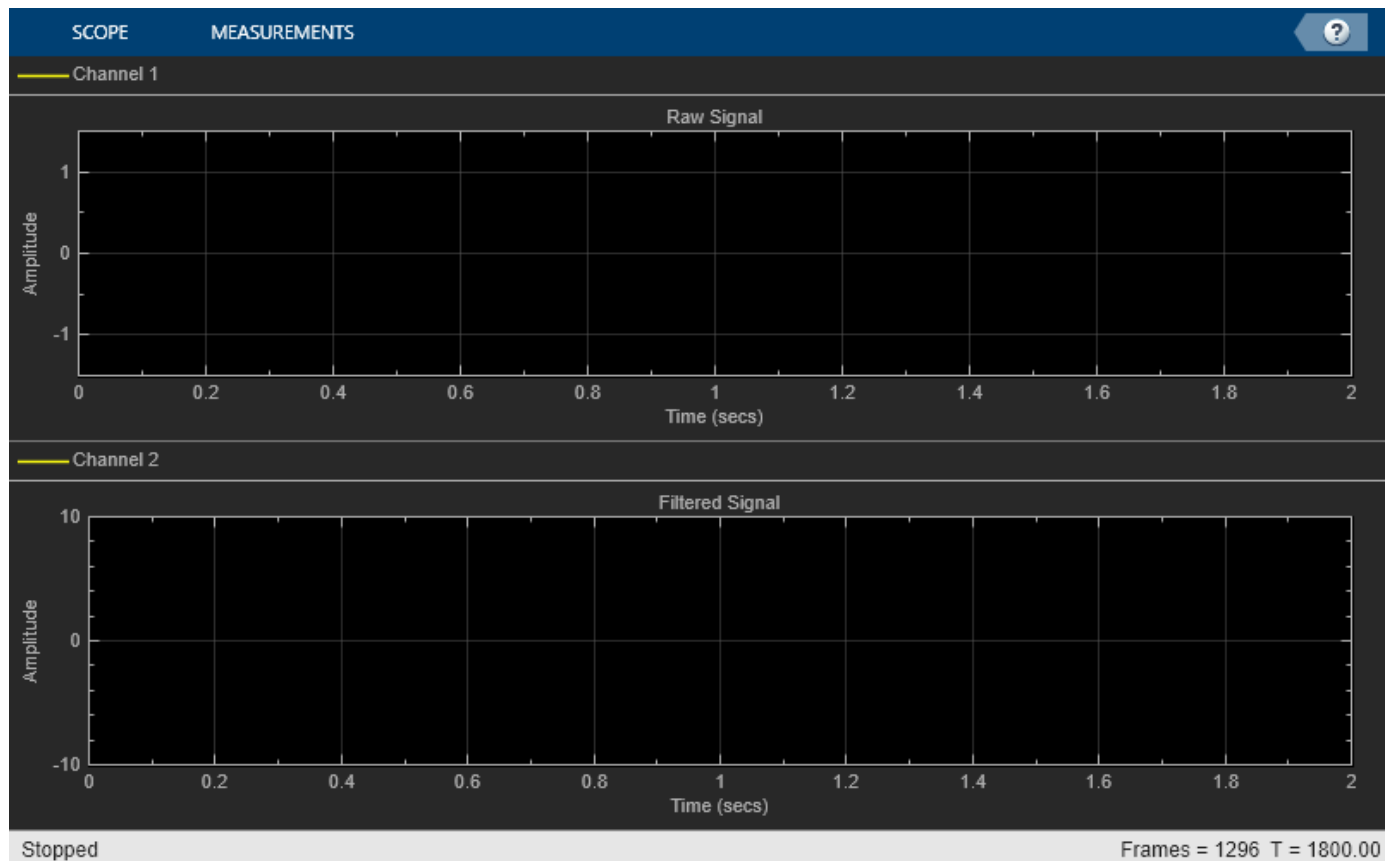 SCOPE MEASUREMENTS ?
Channel 1
Raw Signal
Amplitude
1
0
-1
0 0.2 0.4 0.6 0.8 1 1.2 1.4 1.6 1.8 2
Time (secs)
Channel 2
Filtered Signal
Amplitude
10
0
-10
0 0.2 0.4 0.6 0.8 1 1.2 1.4 1.6 1.8 2
Time (secs)
Stopped Frames = 1296 T = 1800.00